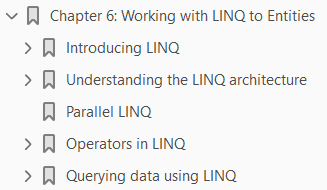 Chapter 6: Working with LINQ to Entities
Introducing LINQ
Understanding the LINQ architecture
Parallel LINQ
Operators in LINQ
Querying data using LINQ